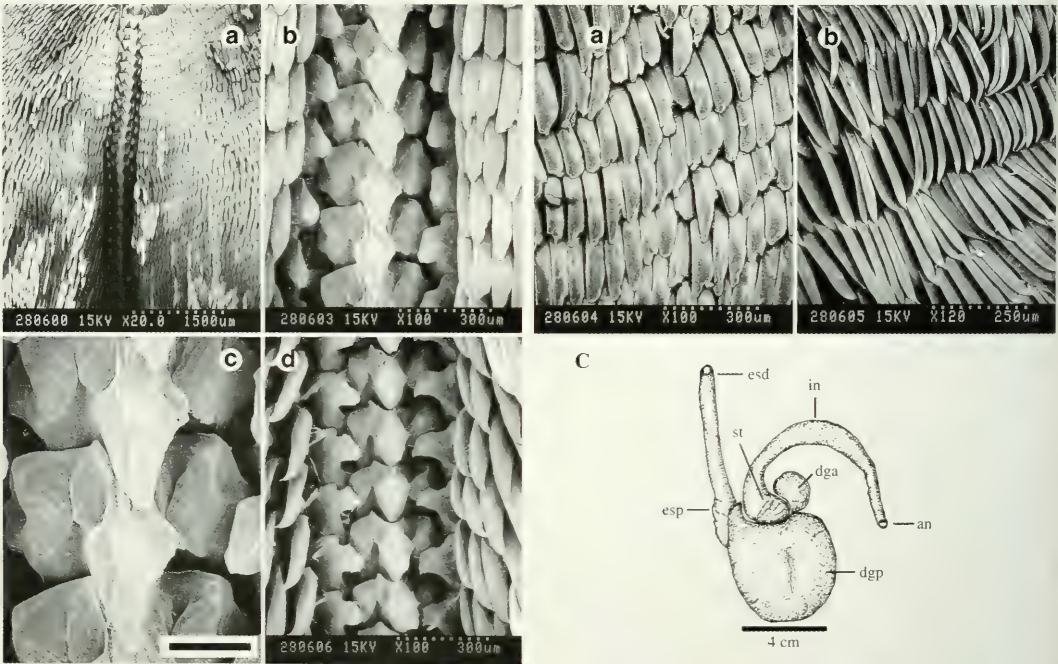 a
280600 15KV X20.0 1500um
b
280603 15KV X100 300um
a
280604 15KV X100 300um
b
280605 15KV X120 250um
c
d
280606 15KV X100 300um
C
esd
in
st
dga
esp
an
dgp
4 cm